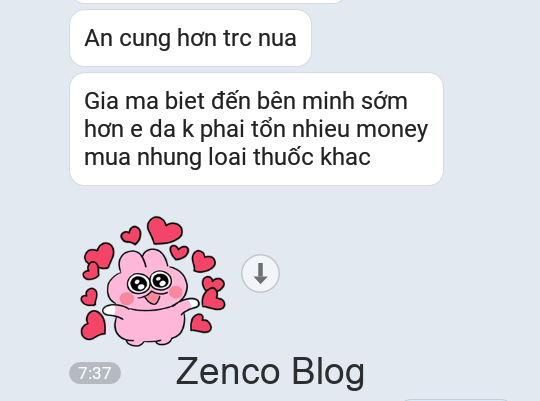 An cung hơn trc nua
Gia ma biet đến bên minh sớm
hơn e da k phai tổn nhieu money
mua nhung loai thuốc khac
7:37
Zenco Blog